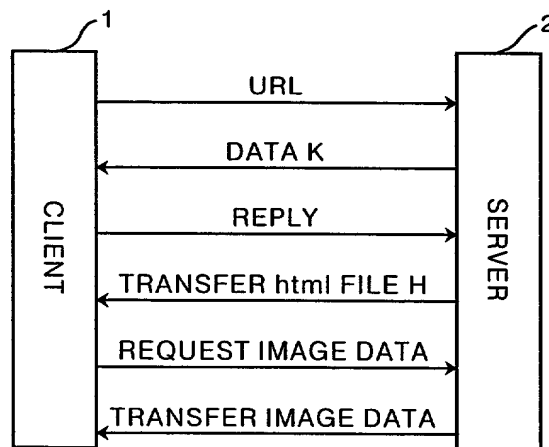 1
2
URL
DATA K
REPLY
TRANSFER html FILE H
REQUEST IMAGE DATA
TRANSFER IMAGE DATA
CLIENT
SERVER